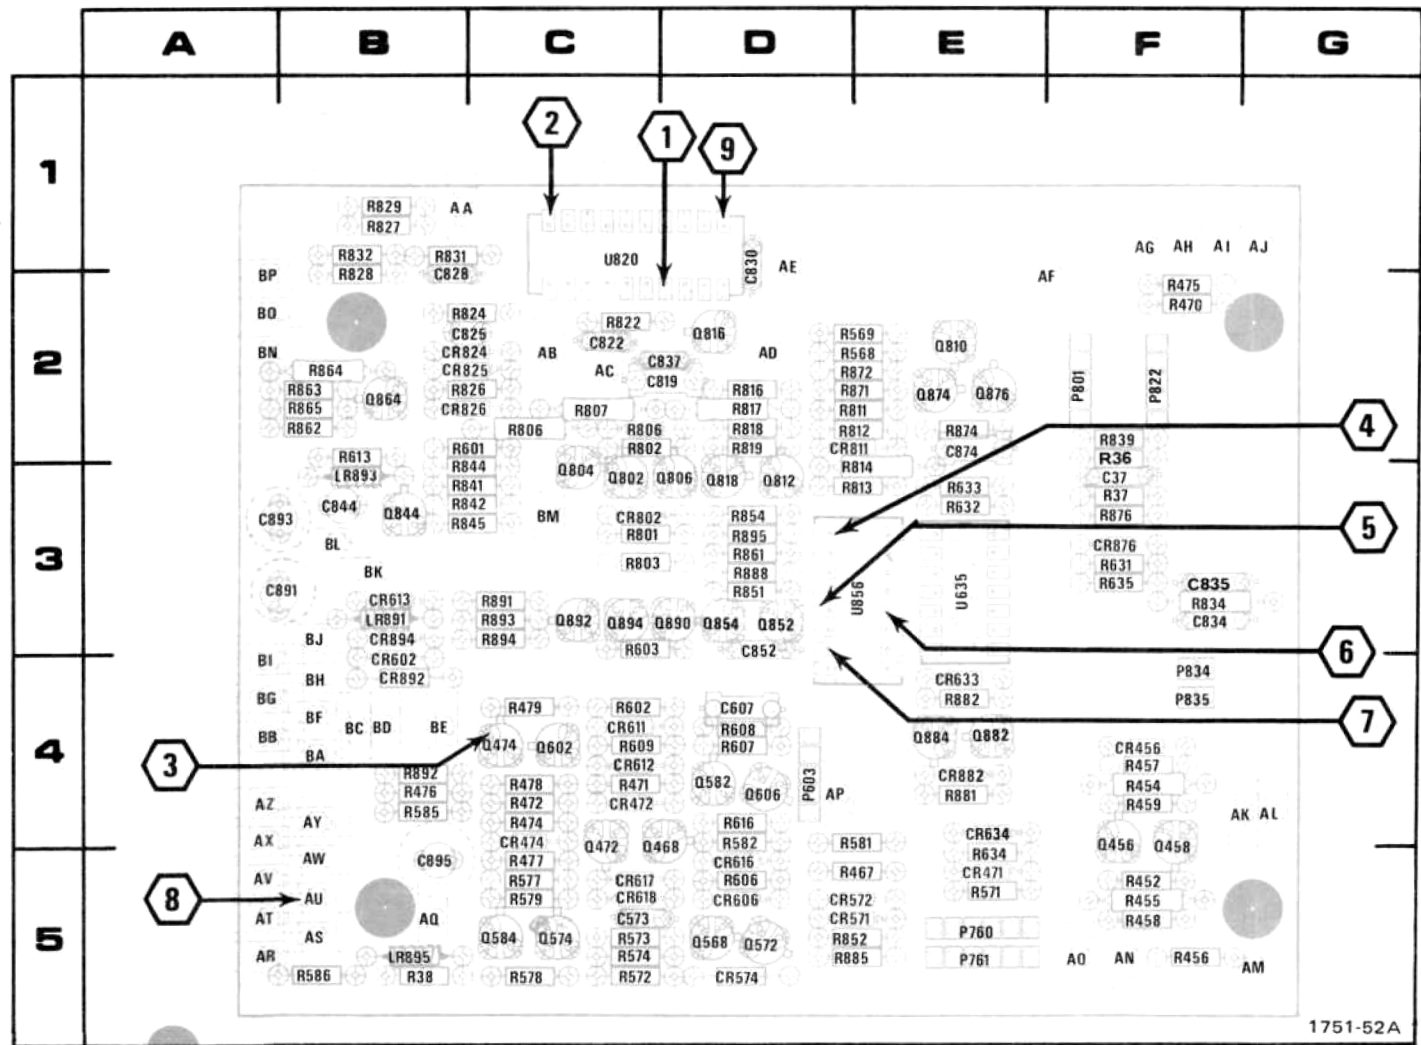 A B C D E F G
1
2 1 9
R829 AA
R827
AG AH AI AJ
R832 R831
U820 C830 AE
BP R828 C828 AF
R475
R470
BO R824 R822 Q816 R569
C825 C822 Q810
BN CR824 AB AD R568
2
R864 CR825 AC C837 R872
C819
R863 Q864 R826 R816 R871 Q874 Q876 P801 P822
R865 CR826 R807 R817 R811
R862 R806 R806 R818 R812 R874 4
R601 R802 R819 CR811 C874 R839
R613 R36
LR893 R844 Q804 Q802 Q806 Q818 Q812 R814 C37
R841 R813 R633 R37
C844 R842 R632
C893 Q844 R845 BM CR802 R854 R876
R801 R895 5
BL R861 CR876
3
R803 R888 R631
BK R851 R635 C835
C891 U856 U635
CR613 R891 R834
LR891 R893 Q892 Q894 Q890 Q854 Q852 C834
BJ CR894 R894 R603 C852 6
BI CR602 P834
BH CR892 CR633
BG R882 P835
R479 R602 C607
BF BC BD BE CR611 R608 7
BB Q474 Q602 R609 R607 Q884 Q882 CR456
4
BA CR612 R457
3 R892 R478 R471 Q582 Q606 P603 CR882 R454
R476 R472 CR472 AP R881 R459
AZ R585 AK AL
AY R474 R616
AX CR474 Q472 Q468 R582 R581 CR634 Q456 Q458
AW C895 R477 CR616 R634
R467 CR471
AV R577 CR617 R606 R571 R452
8 AU R579 CR618 CR606 CR572 R455
AT AQ C573 CR571 R458
AS Q584 Q574 R573 Q568 Q572 R852 P760
5
AR LR895 R574 R885 P761 AO AN R456
AM
R586 R38 R578 R572 CR574
1751-52A